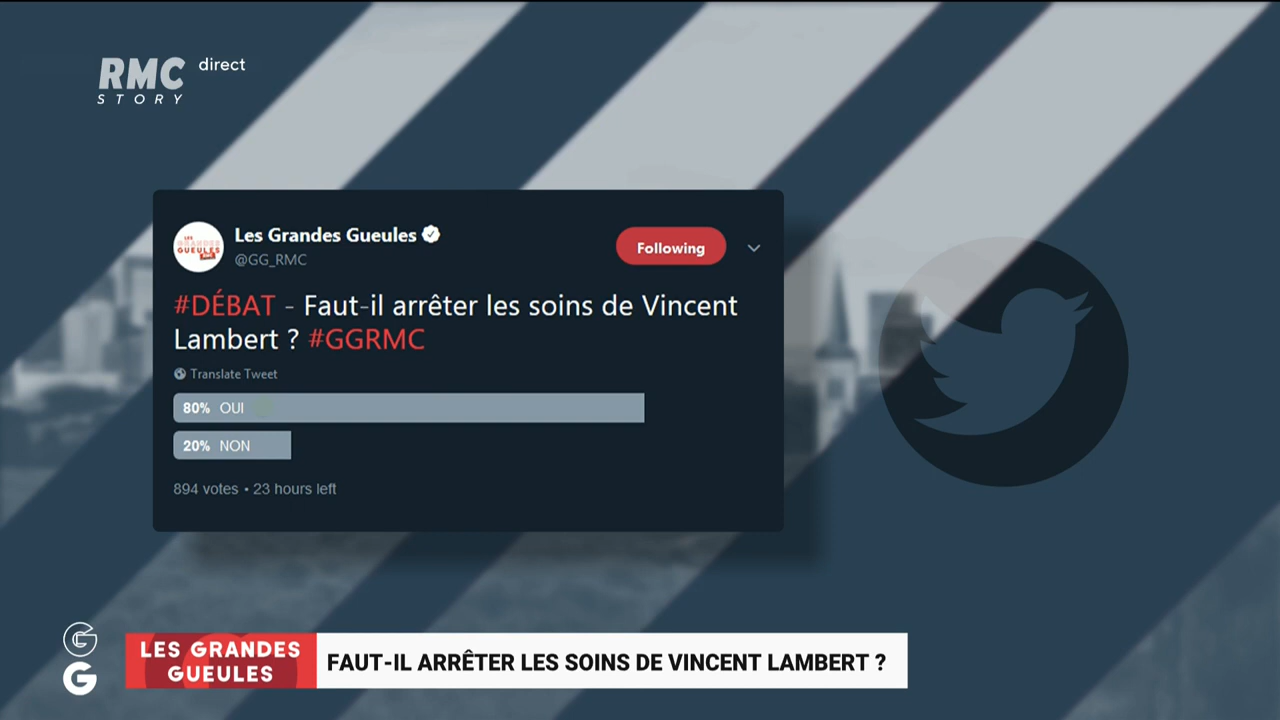 RMC direct
STORY
Les Grandes Gueules
@GG_RMC
Following
#DÉBAT - Faut-il arrêter les soins de Vincent
Lambert ? #GGRMC
Translate Tweet
80% OUI
20% NON
894 votes • 23 hours left
LES GRANDES
GUEULES
FAUT-IL ARRÊTER LES SOINS DE VINCENT LAMBERT ?